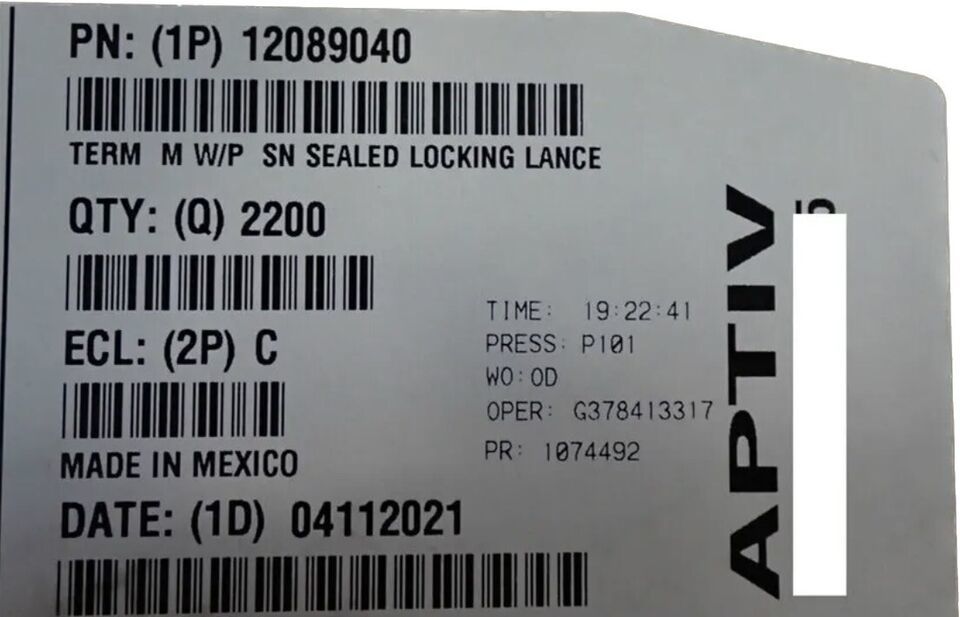 PN: (1P) 12089040
TERM M W/P SN SEALED LOCKING LANCE
QTY: (Q) 2200
ECL: (2P) C
MADE IN MEXICO
DATE: (1D) 04112021
TIME: 19:22:41
PRESS: P101
WO:OD
OPER: G378413317
PR: 1074492
APTIV